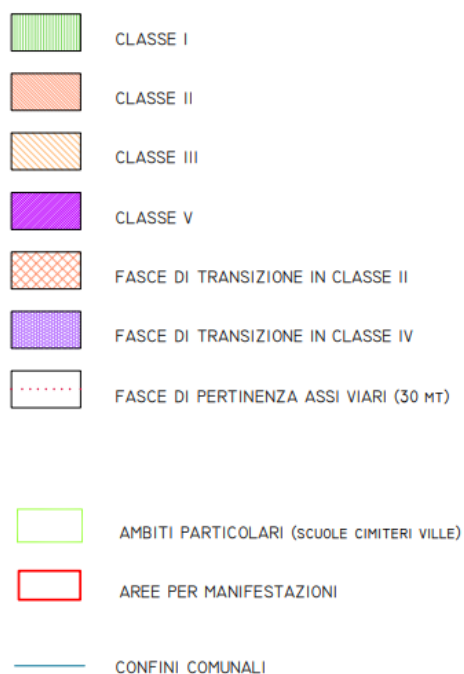 CLASSE I
CLASSE II
CLASSE III
CLASSE V
FASCE DI TRANSIZIONE IN CLASSE II
FASCE DI TRANSIZIONE IN CLASSE IV
FASCE DI PERTINENZA ASSI VIARI (30 MT)
AMBITI PARTICOLARI (SCUOLE CIMITERI VILLE)
AREE PER MANIFESTAZIONI
CONFINI COMUNALI